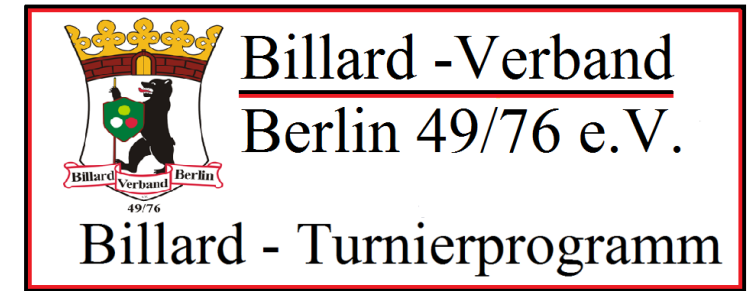 Billard -Verband
Berlin 49/76 e.V.
Billard Verband Berlin
49/76
Billard - Turnierprogramm